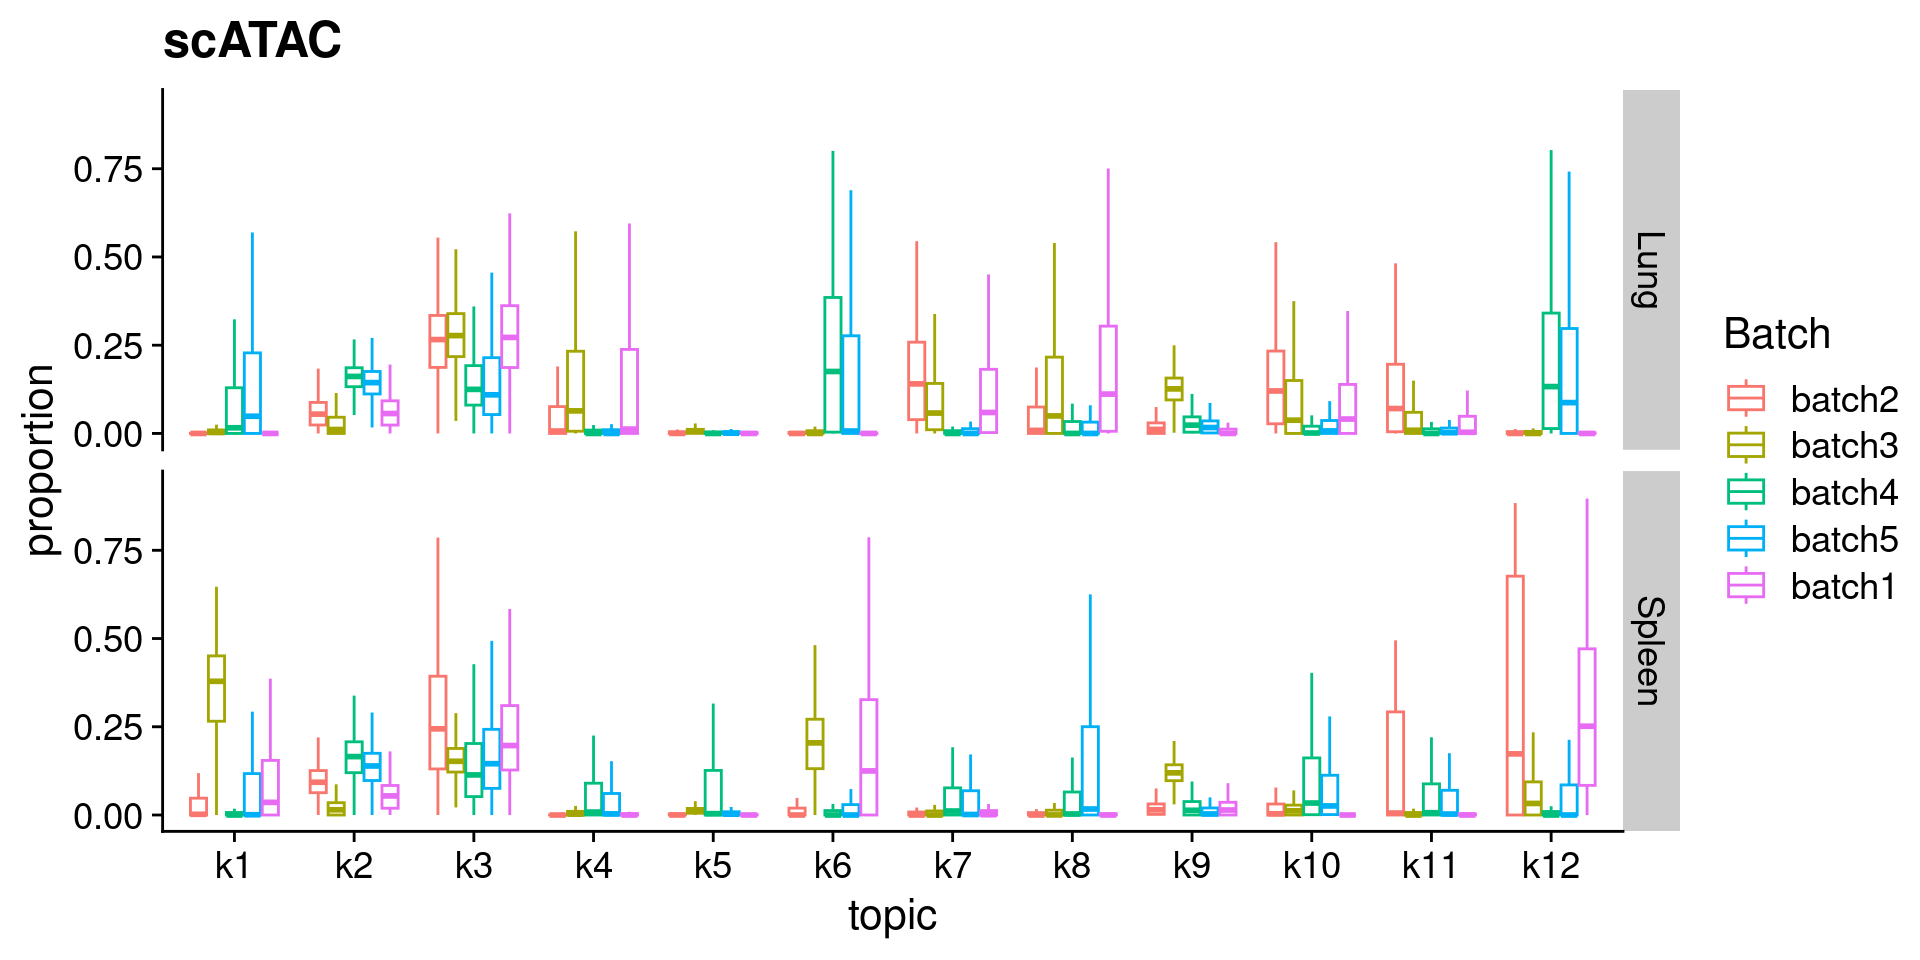 scATAC
proportion
0.75
0.50
0.25
0.00
Lung
0.75
0.50
0.25
0.00
Spleen
k1 k2 k3 k4 k5 k6 k7 k8 k9 k10 k11 k12
topic
Batch
batch2
batch3
batch4
batch5
batch1